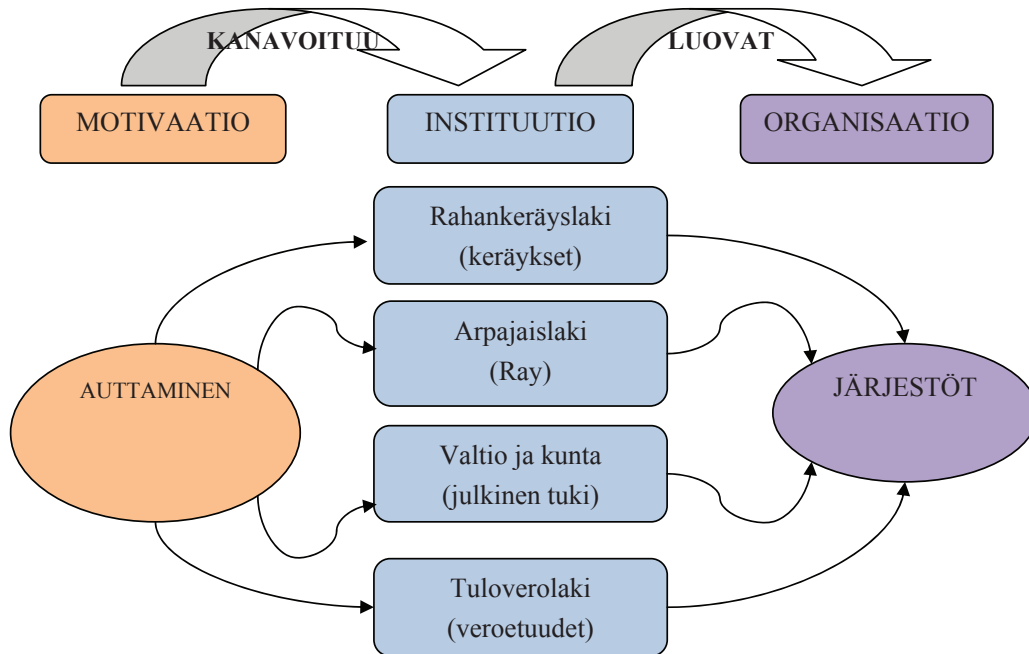 KANAVOITUU
LUOVAT
MOTIVAATIO
INSTITUUTIO
ORGANISAATIO
Rahankeräyslaki
(keräykset)
Arpajaislaki
(Ray)
AUTTAMINEN
JÄRJESTÖT
Valtio ja kunta
(julkinen tuki)
Tuloverolaki
(veroetuudet)